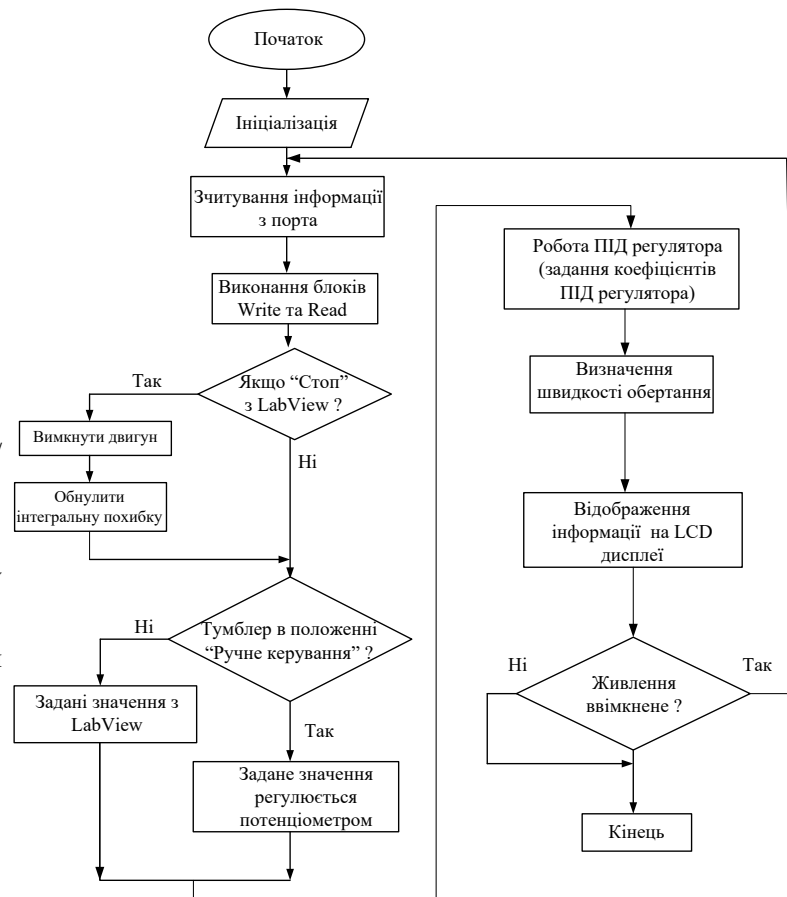 Початок
Ініціалізація
Зчитування інформації
з порта
Виконання блоків
Write та Read
Якщо “Стоп”
з LabView ?
Так
Ні
Вимкнути двигун
Обнулити
інтегральну похибку
Тумблер в положенні
“Ручне керування” ?
Ні
Так
Задані значення з
LabView
Задане значення
регулюється
потенціометром
Робота ПІД регулятора
(задання коефіцієнтів
ПІД регулятора)
Визначення
швидкості обертання
Відображення
інформації на LCD
дисплеї
Живлення
ввімкнене ?
Ні
Так
Кінець